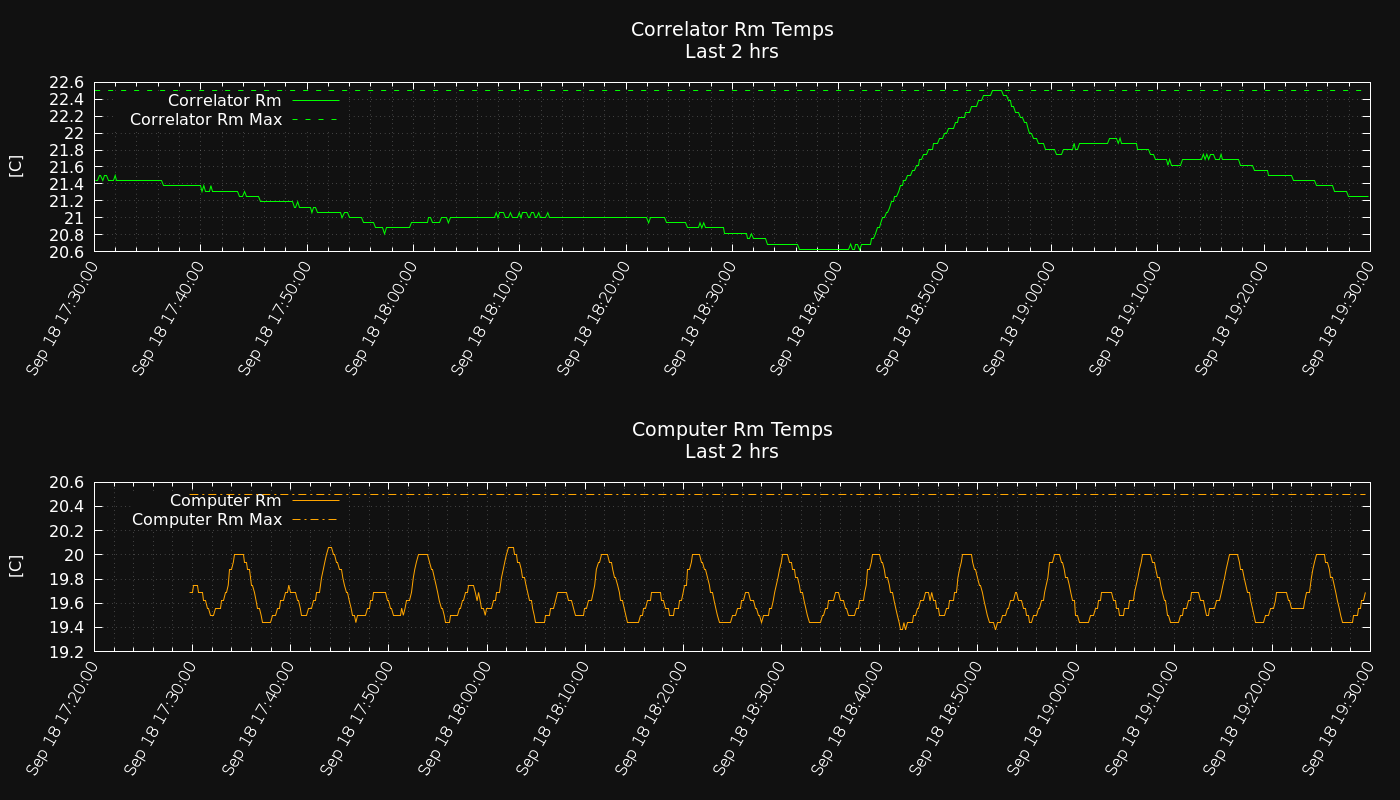 Correlator Rm Temps
Last 2 hrs
22.6
22.4
22.2
22
21.8
21.6
21.4
21.2
21
20.8
20.6
[C]
Correlator Rm
Correlator Rm Max
Sep 18 17:30:00
Sep 18 17:40:00
Sep 18 17:50:00
Sep 18 18:00:00
Sep 18 18:10:00
Sep 18 18:20:00
Sep 18 18:30:00
Sep 18 18:40:00
Sep 18 18:50:00
Sep 18 19:00:00
Sep 18 19:10:00
Sep 18 19:20:00
Sep 18 19:30:00
Computer Rm Temps
Last 2 hrs
20.6
20.4
20.2
20
19.8
19.6
19.4
19.2
[C]
Computer Rm
Computer Rm Max
Sep 18 17:20:00
Sep 18 17:30:00
Sep 18 17:40:00
Sep 18 17:50:00
Sep 18 18:00:00
Sep 18 18:10:00
Sep 18 18:20:00
Sep 18 18:30:00
Sep 18 18:40:00
Sep 18 18:50:00
Sep 18 19:00:00
Sep 18 19:10:00
Sep 18 19:20:00
Sep 18 19:30:00